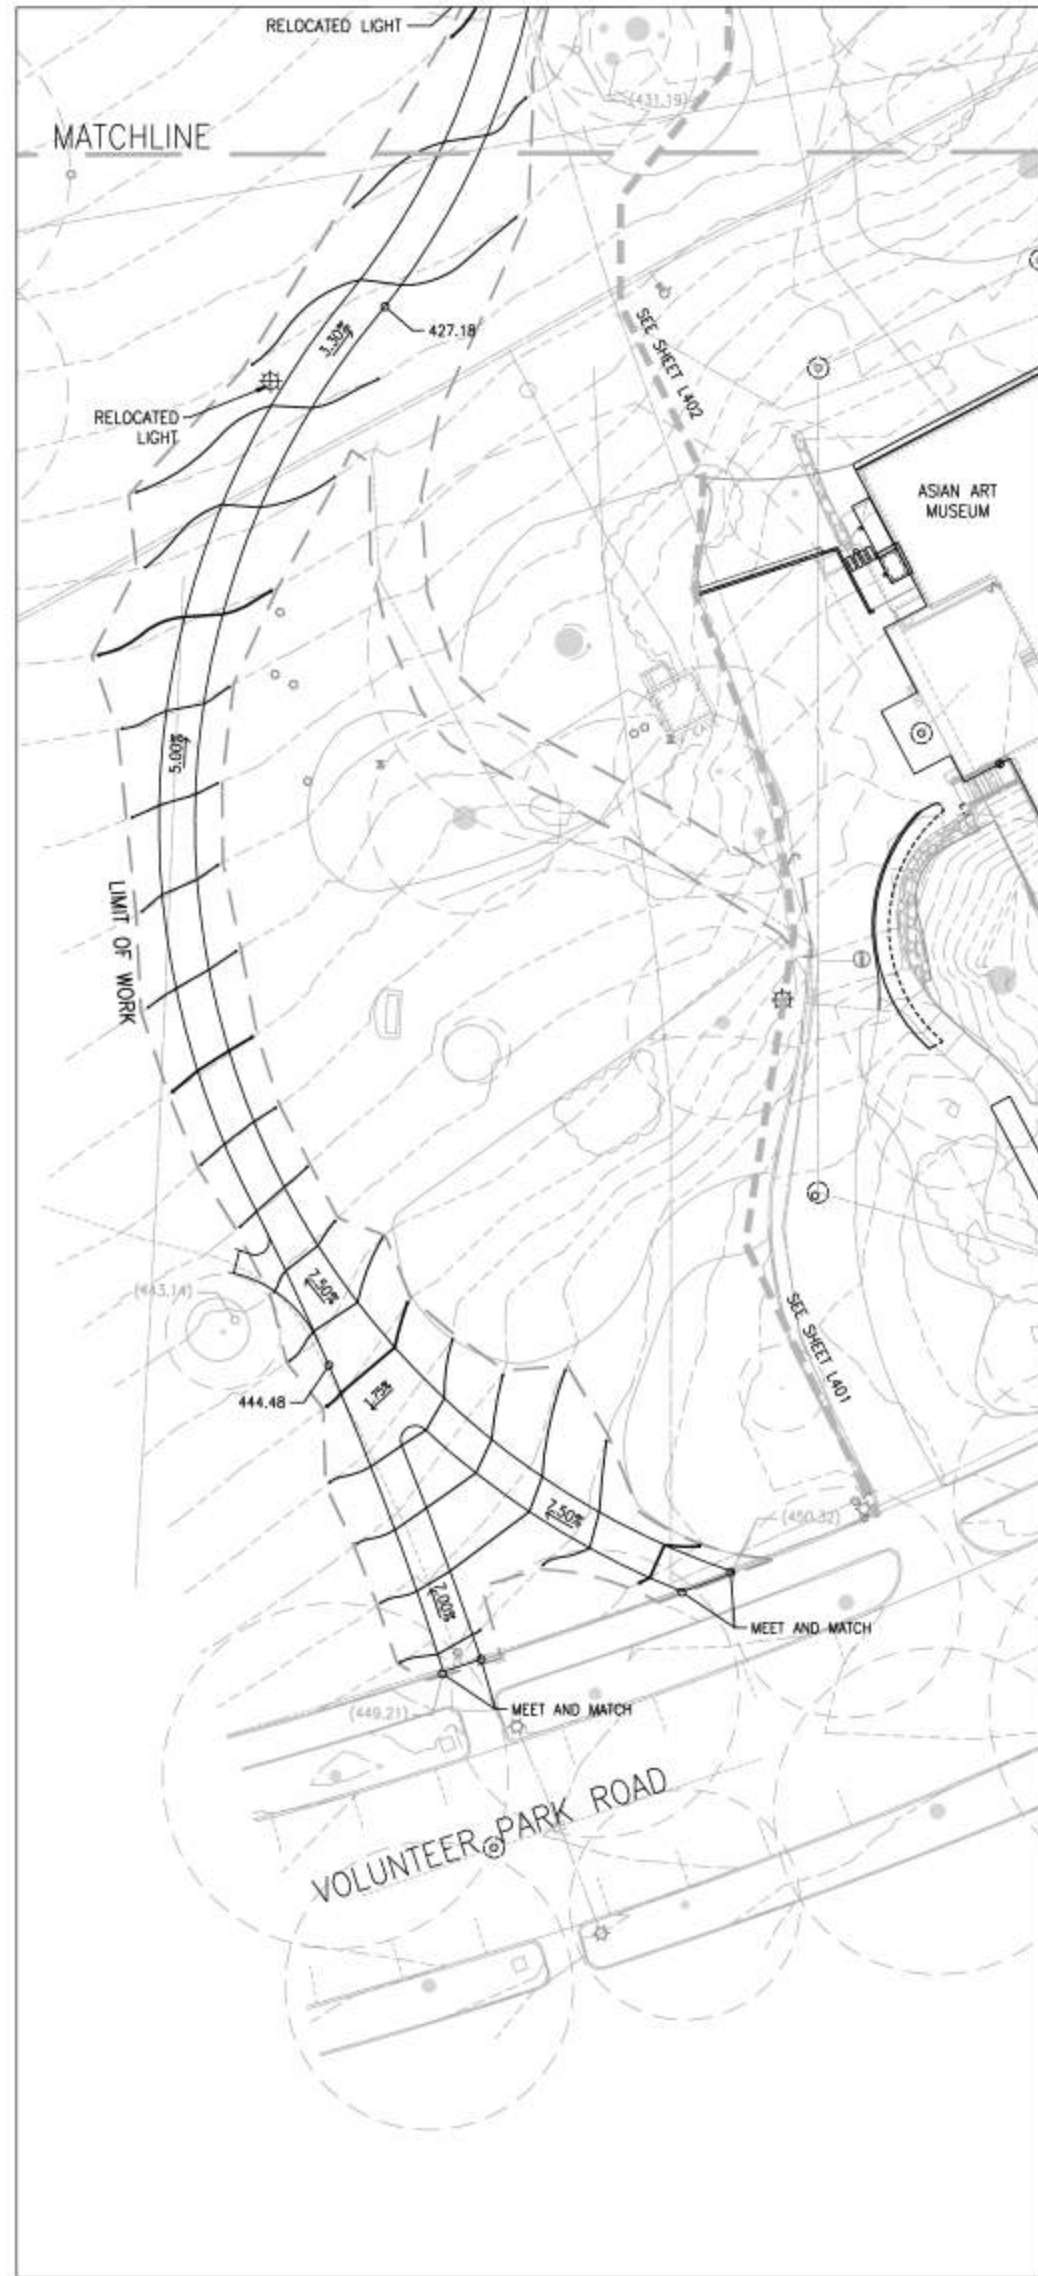 RELOCATED LIGHT
(431.19)
MATCHLINE
3.30%
427.18
SEE SHEET L402
RELOCATED
LIGHT
ASIAN ART
MUSEUM
5.00%
LIMIT OF WORK
7.50%
(443.14)
SEE SHEET L401
1.75%
444.48
7.50%
(450.32)
7.00%
MEET AND MATCH
MEET AND MATCH
(449.21)
VOLUNTEER PARK ROAD